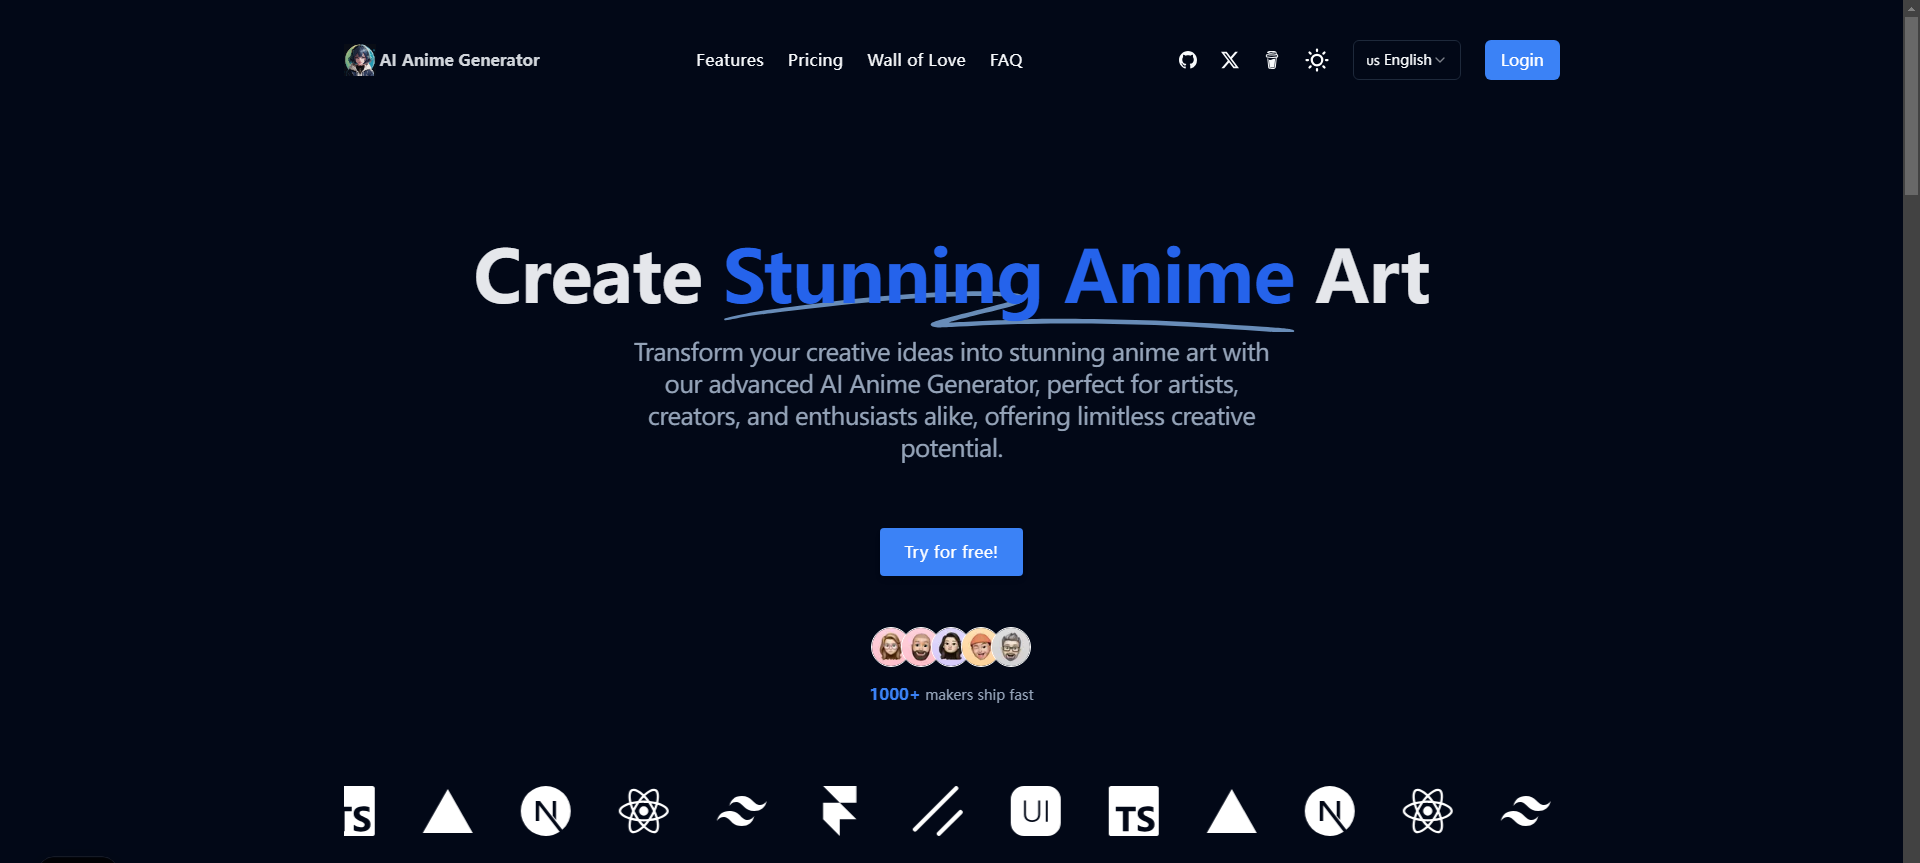 AI Anime Generator
Features Pricing Wall of Love FAQ
us English
Login
Create Stunning Anime Art
Transform your creative ideas into stunning anime art with
our advanced AI Anime Generator, perfect for artists,
creators, and enthusiasts alike, offering limitless creative
potential.
Try for free!
1000+ makers ship fast
TS N UI TS N